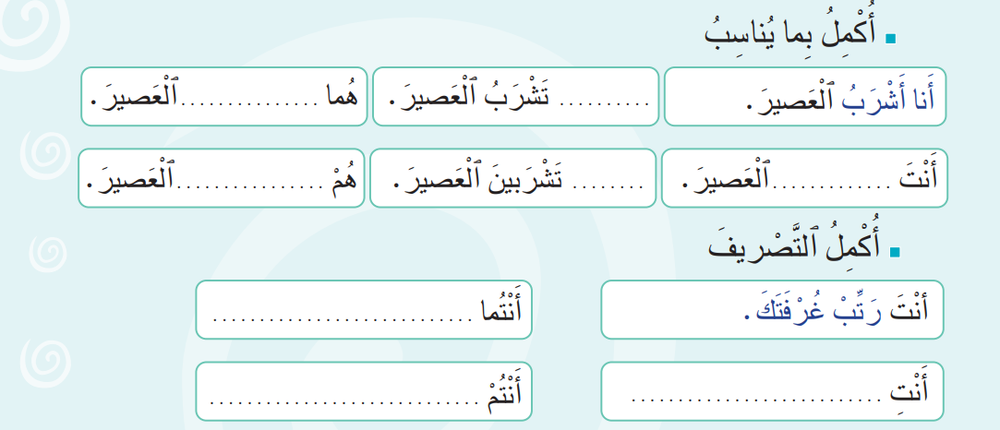 ▪ أُكْمِلُ بِما يُناسِبُ
أَنا أَشْرَبُ ٱلْعَصيرَ . .......... تَشْرَبُ ٱلْعَصيرَ . هُما ............... ٱلْعَصيرَ .
أَنْتَ ............. ٱلْعَصيرَ . ........ تَشْرَبينَ ٱلْعَصيرَ . هُمْ ................ ٱلْعَصيرَ .
▪ أُكْمِلُ ٱلتَّصْريفَ
أنْتَ رَتِّبْ غُرْفَتَكَ . أَنْتُما ............................
أَنْتِ ........................... أَنْتُمْ .............................